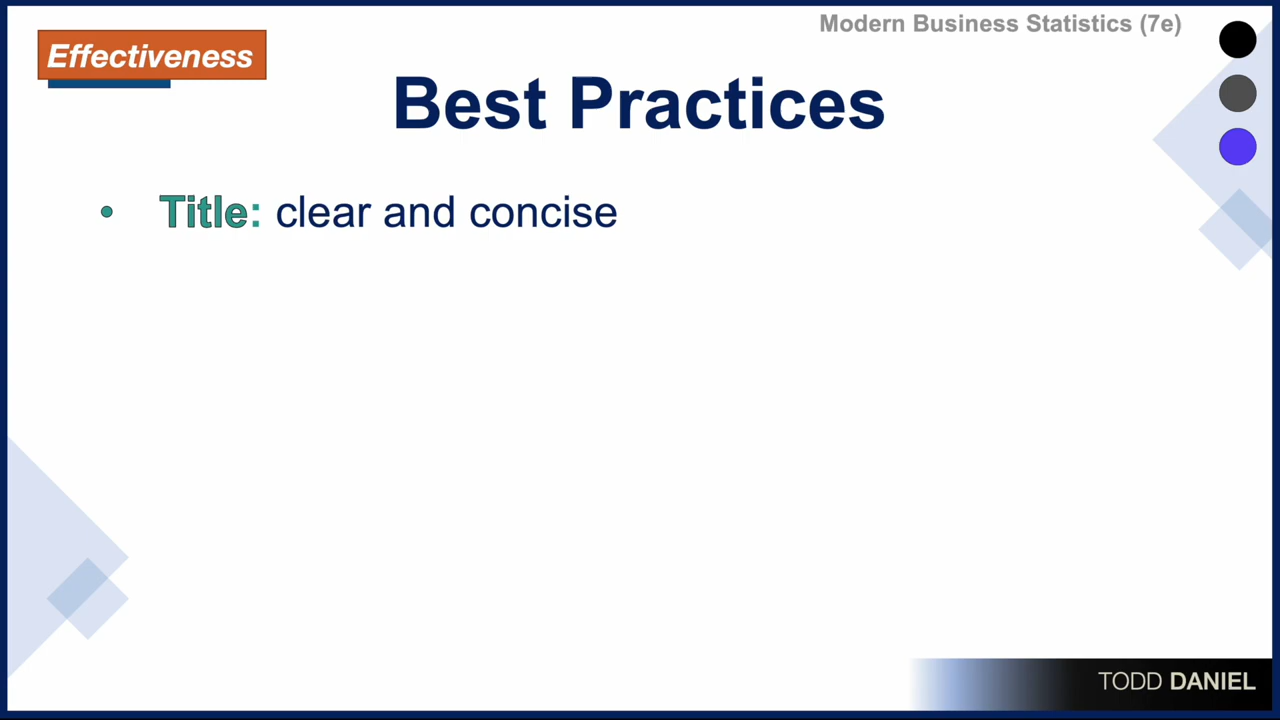 Modern Business Statistics (7e)
Effectiveness
Best Practices
• Title: clear and concise
TODD DANIEL